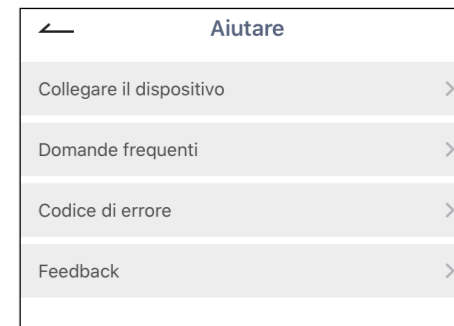 Aiutare
Collegare il dispositivo
Domande frequenti
Codice di errore
Feedback